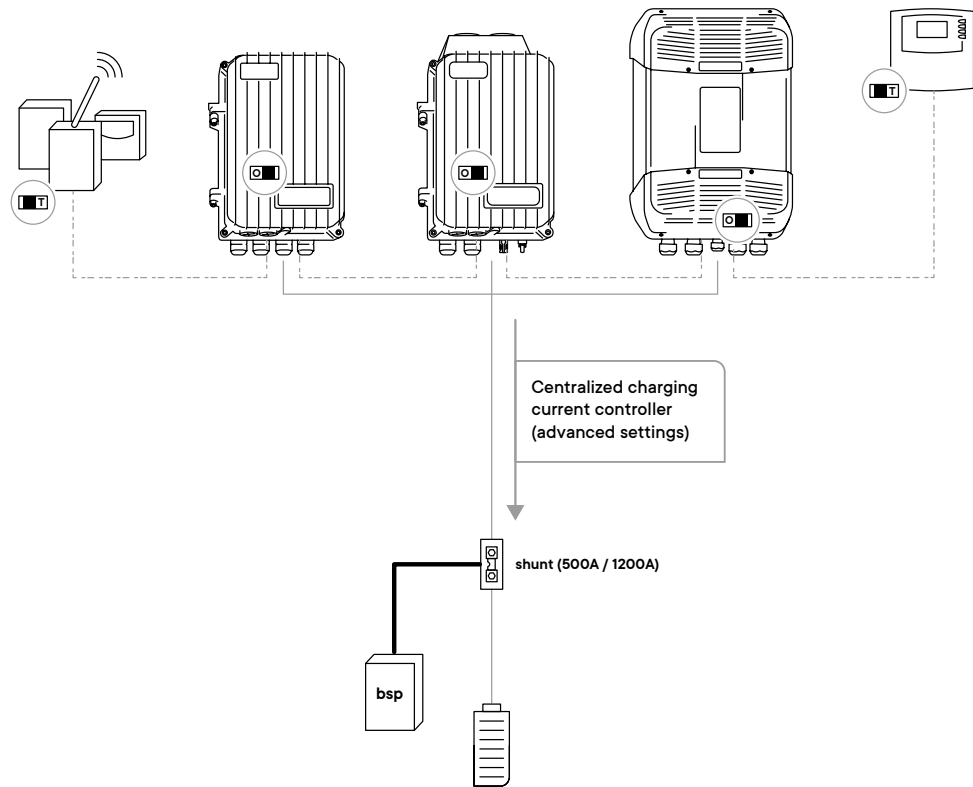 T
T
O
O
O
Centralized charging
current controller
(advanced settings)
shunt (500A / 1200A)
bsp